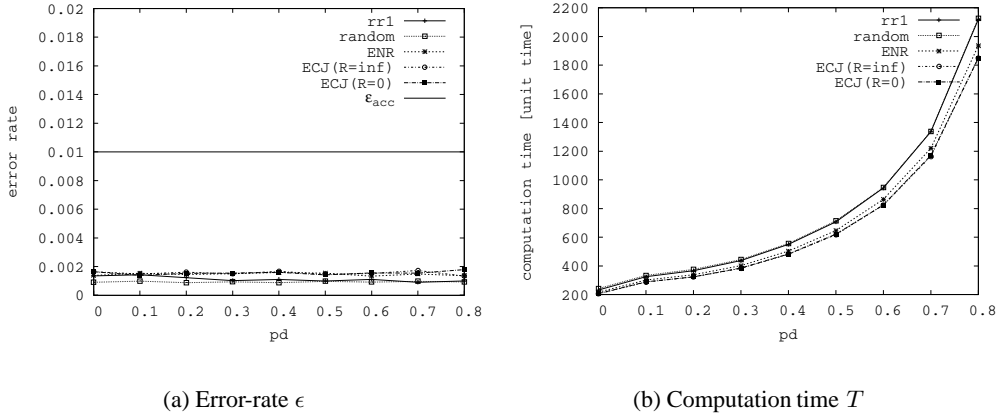 0.02
0.018
0.016
0.014
0.012
0.01
0.008
0.006
0.004
0.002
0
error rate
rr1
random
ENR
ECJ(R=inf)
ECJ(R=0)
εacc
0 0.1 0.2 0.3 0.4 0.5 0.6 0.7 0.8
pd
(a) Error-rate ϵ
2200
2000
1800
1600
1400
1200
1000
800
600
400
200
computation time [unit time]
rr1
random
ENR
ECJ(R=inf)
ECJ(R=0)
0 0.1 0.2 0.3 0.4 0.5 0.6 0.7 0.8
pd
(b) Computation time T